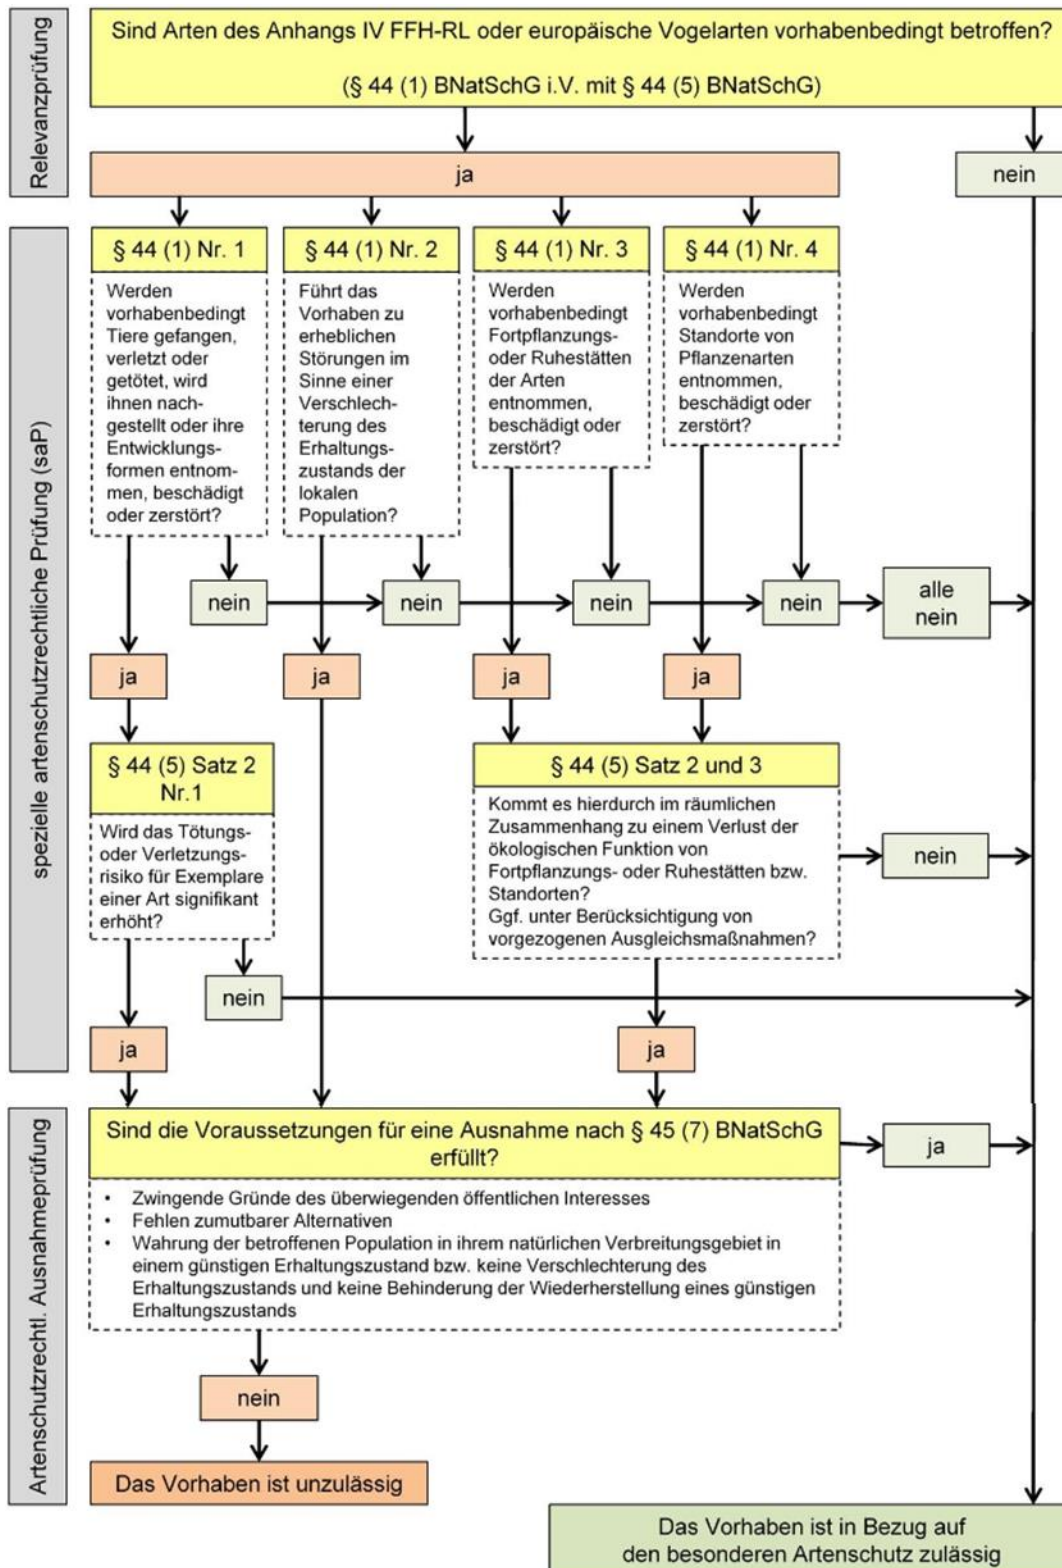 Relevanzprüfung
Sind Arten des Anhangs IV FFH-RL oder europäische Vogelarten vorhabenbedingt betroffen?
(§ 44 (1) BNatSchG i.V. mit § 44 (5) BNatSchG)
ja
nein
spezielle artenschutzrechtliche Prüfung (saP)
§ 44 (1) Nr. 1
Werden
vorhabenbedingt
Tiere gefangen,
verletzt oder
getötet, wird
ihnen nach-
gestellt oder ihre
Entwicklungs-
formen entnom-
men, beschädigt
oder zerstört?
§ 44 (1) Nr. 2
Führt das
Vorhaben zu
erheblichen
Störungen im
Sinne einer
Verschlech-
terung des
Erhaltungs-
zustands der
lokalen
Population?
§ 44 (1) Nr. 3
Werden
vorhabenbedingt
Fortpflanzungs-
oder Ruhestätten
der Arten
entnommen,
beschädigt oder
zerstört?
§ 44 (1) Nr. 4
Werden
vorhabenbedingt
Standorte von
Pflanzenarten
entnommen,
beschädigt oder
zerstört?
nein
nein
nein
nein
alle
nein
ja
ja
ja
ja
§ 44 (5) Satz 2
Nr.1
Wird das Tötungs-
oder Verletzungs-
risiko für Exemplare
einer Art signifikant
erhöht?
§ 44 (5) Satz 2 und 3
Kommt es hierdurch im räumlichen
Zusammenhang zu einem Verlust der
ökologischen Funktion von
Fortpflanzungs- oder Ruhestätten bzw.
Standorten?
Ggf. unter Berücksichtigung von
vorgezogenen Ausgleichsmaßnahmen?
nein
nein
ja
ja
Artenschutzrechtl. Ausnahmeprüfung
Sind die Voraussetzungen für eine Ausnahme nach § 45 (7) BNatSchG
erfüllt?
• Zwingende Gründe des überwiegenden öffentlichen Interesses
• Fehlen zumutbarer Alternativen
• Wahrung der betroffenen Population in ihrem natürlichen Verbreitungsgebiet in
einem günstigen Erhaltungszustand bzw. keine Verschlechterung des
Erhaltungszustands und keine Behinderung der Wiederherstellung eines günstigen
Erhaltungszustands
ja
nein
Das Vorhaben ist unzulässig
Das Vorhaben ist in Bezug auf
den besonderen Artenschutz zulässig